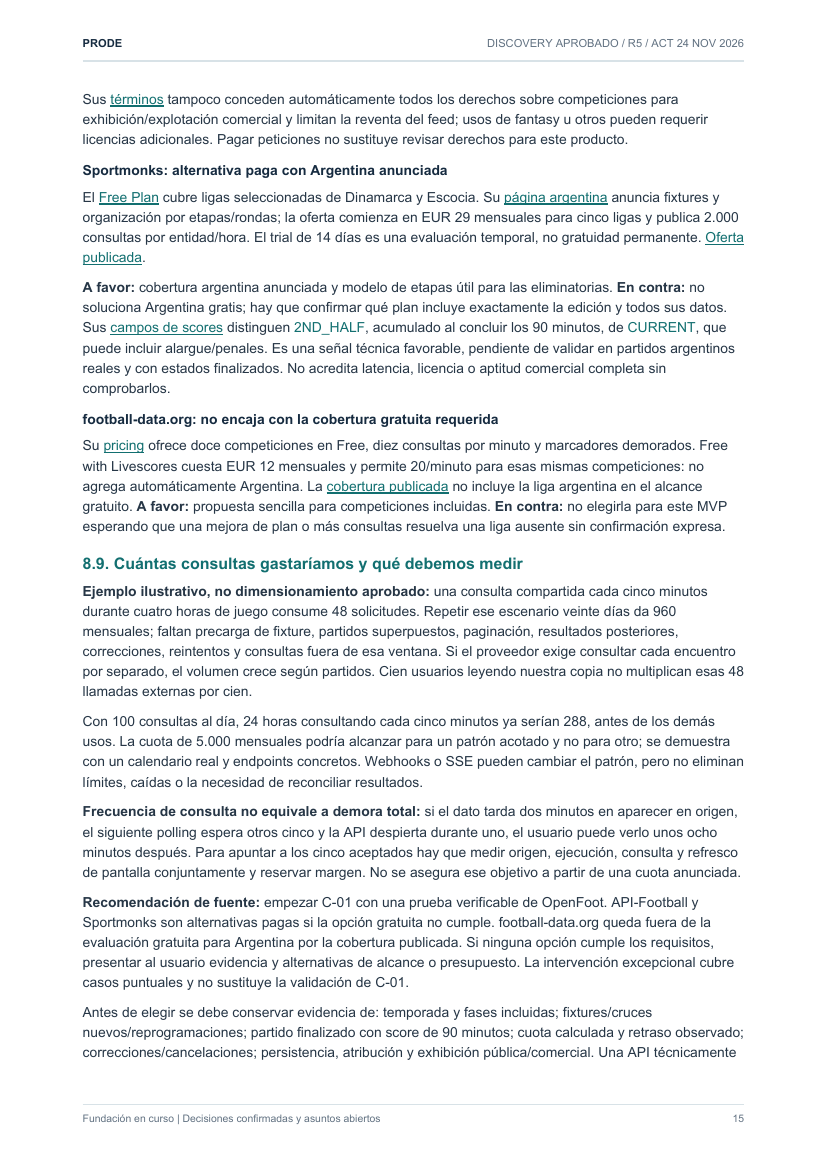 PRODE
DISCOVERY APROBADO / R5 / ACT 24 NOV 2026
Sus términos tampoco conceden automáticamente todos los derechos sobre competiciones para
exhibición/explotación comercial y limitan la reventa del feed; usos de fantasy u otros pueden requerir
licencias adicionales. Pagar peticiones no sustituye revisar derechos para este producto.
Sportmonks: alternativa paga con Argentina anunciada
El Free Plan cubre ligas seleccionadas de Dinamarca y Escocia. Su página argentina anuncia fixtures y
organización por etapas/rondas; la oferta comienza en EUR 29 mensuales para cinco ligas y publica 2.000
consultas por entidad/hora. El trial de 14 días es una evaluación temporal, no gratuidad permanente. Oferta
publicada.
A favor: cobertura argentina anunciada y modelo de etapas útil para las eliminatorias. En contra: no
soluciona Argentina gratis; hay que confirmar qué plan incluye exactamente la edición y todos sus datos.
Sus campos de scores distinguen 2ND_HALF, acumulado al concluir los 90 minutos, de CURRENT, que
puede incluir alargue/penales. Es una señal técnica favorable, pendiente de validar en partidos argentinos
reales y con estados finalizados. No acredita latencia, licencia o aptitud comercial completa sin
comprobarlos.
football-data.org: no encaja con la cobertura gratuita requerida
Su pricing ofrece doce competiciones en Free, diez consultas por minuto y marcadores demorados. Free
with Livescores cuesta EUR 12 mensuales y permite 20/minuto para esas mismas competiciones: no
agrega automáticamente Argentina. La cobertura publicada no incluye la liga argentina en el alcance
gratuito. A favor: propuesta sencilla para competiciones incluidas. En contra: no elegirla para este MVP
esperando que una mejora de plan o más consultas resuelva una liga ausente sin confirmación expresa.
8.9. Cuántas consultas gastaríamos y qué debemos medir
Ejemplo ilustrativo, no dimensionamiento aprobado: una consulta compartida cada cinco minutos
durante cuatro horas de juego consume 48 solicitudes. Repetir ese escenario veinte días da 960
mensuales; faltan precarga de fixture, partidos superpuestos, paginación, resultados posteriores,
correcciones, reintentos y consultas fuera de esa ventana. Si el proveedor exige consultar cada encuentro
por separado, el volumen crece según partidos. Cien usuarios leyendo nuestra copia no multiplican esas 48
llamadas externas por cien.
Con 100 consultas al día, 24 horas consultando cada cinco minutos ya serían 288, antes de los demás
usos. La cuota de 5.000 mensuales podría alcanzar para un patrón acotado y no para otro; se demuestra
con un calendario real y endpoints concretos. Webhooks o SSE pueden cambiar el patrón, pero no eliminan
límites, caídas o la necesidad de reconciliar resultados.
Frecuencia de consulta no equivale a demora total: si el dato tarda dos minutos en aparecer en origen,
el siguiente polling espera otros cinco y la API despierta durante uno, el usuario puede verlo unos ocho
minutos después. Para apuntar a los cinco aceptados hay que medir origen, ejecución, consulta y refresco
de pantalla conjuntamente y reservar margen. No se asegura ese objetivo a partir de una cuota anunciada.
Recomendación de fuente: empezar C-01 con una prueba verificable de OpenFoot. API-Football y
Sportmonks son alternativas pagas si la opción gratuita no cumple. football-data.org queda fuera de la
evaluación gratuita para Argentina por la cobertura publicada. Si ninguna opción cumple los requisitos,
presentar al usuario evidencia y alternativas de alcance o presupuesto. La intervención excepcional cubre
casos puntuales y no sustituye la validación de C-01.
Antes de elegir se debe conservar evidencia de: temporada y fases incluidas; fixtures/cruces
nuevos/reprogramaciones; partido finalizado con score de 90 minutos; cuota calculada y retraso observado;
correcciones/cancelaciones; persistencia, atribución y exhibición pública/comercial. Una API técnicamente
Fundación en curso | Decisiones confirmadas y asuntos abiertos
15